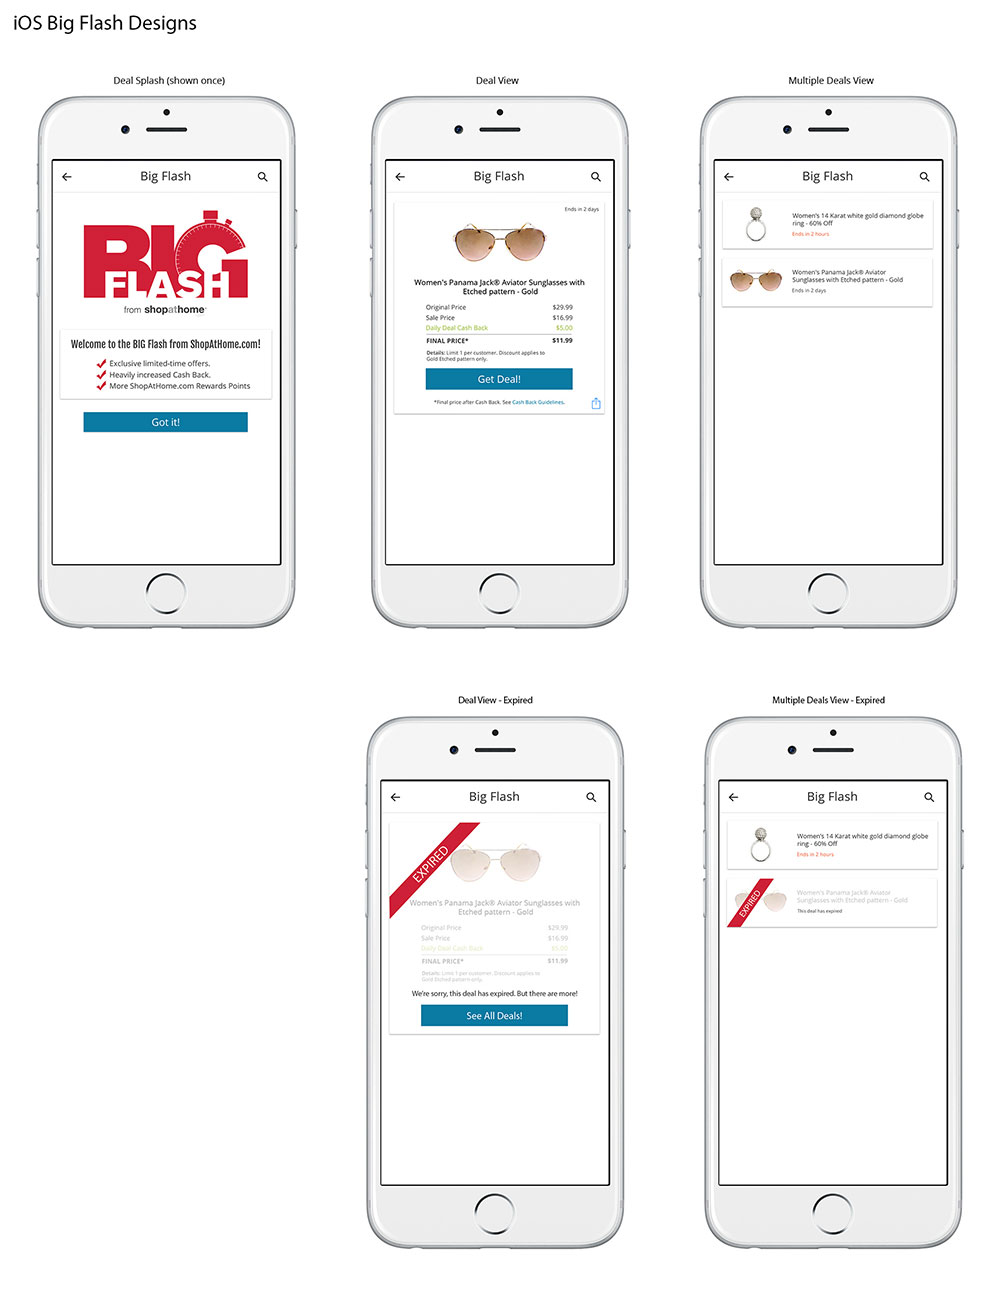 iOS Big Flash Designs
Deal Splash (shown once)
Big Flash
BIG
FLASH
from shopathome
Welcome to the BIG Flash from ShopAtHome.com!
Exclusive limited-time offers.
Heavily increased Cash Back.
More ShopAtHome.com Rewards Points
Got it!
Deal View
Big Flash
Ends in 2 days
Women's Panama Jack® Aviator Sunglasses with
Etched pattern - Gold
Original Price $29.99
Sale Price $16.99
Daily Deal Cash Back $5.00
FINAL PRICE* $11.99
Details: Limit 1 per customer. Discount applies to
Gold Etched pattern only.
Get Deal!
*Final price after Cash Back. See Cash Back Guidelines.
Multiple Deals View
Big Flash
Women's 14 Karat white gold diamond globe
ring - 60% Off
Ends in 2 hours
Women's Panama Jack® Aviator
Sunglasses with Etched pattern - Gold
Ends in 2 days
Deal View - Expired
Big Flash
EXPIRED
Women's Panama Jack® Aviator Sunglasses with
Etched pattern - Gold
Original Price $29.99
Sale Price $16.99
Daily Deal Cash Back $5.00
FINAL PRICE* $11.99
Details: Limit 1 per customer. Discount applies to
Gold Etched pattern only.
We're sorry, this deal has expired. But there are more!
See All Deals!
Multiple Deals View - Expired
Big Flash
Women's 14 Karat white gold diamond globe
ring - 60% Off
Ends in 2 hours
EXPIRED
Women's Panama Jack® Aviator
Sunglasses with Etched pattern - Gold
This deal has expired